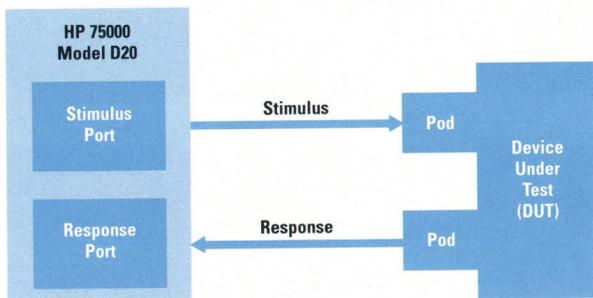 HP 75000
Model D20
Stimulus
Port
Stimulus
Pod
Device
Under
Test
(DUT)
Response
Port
Response
Pod